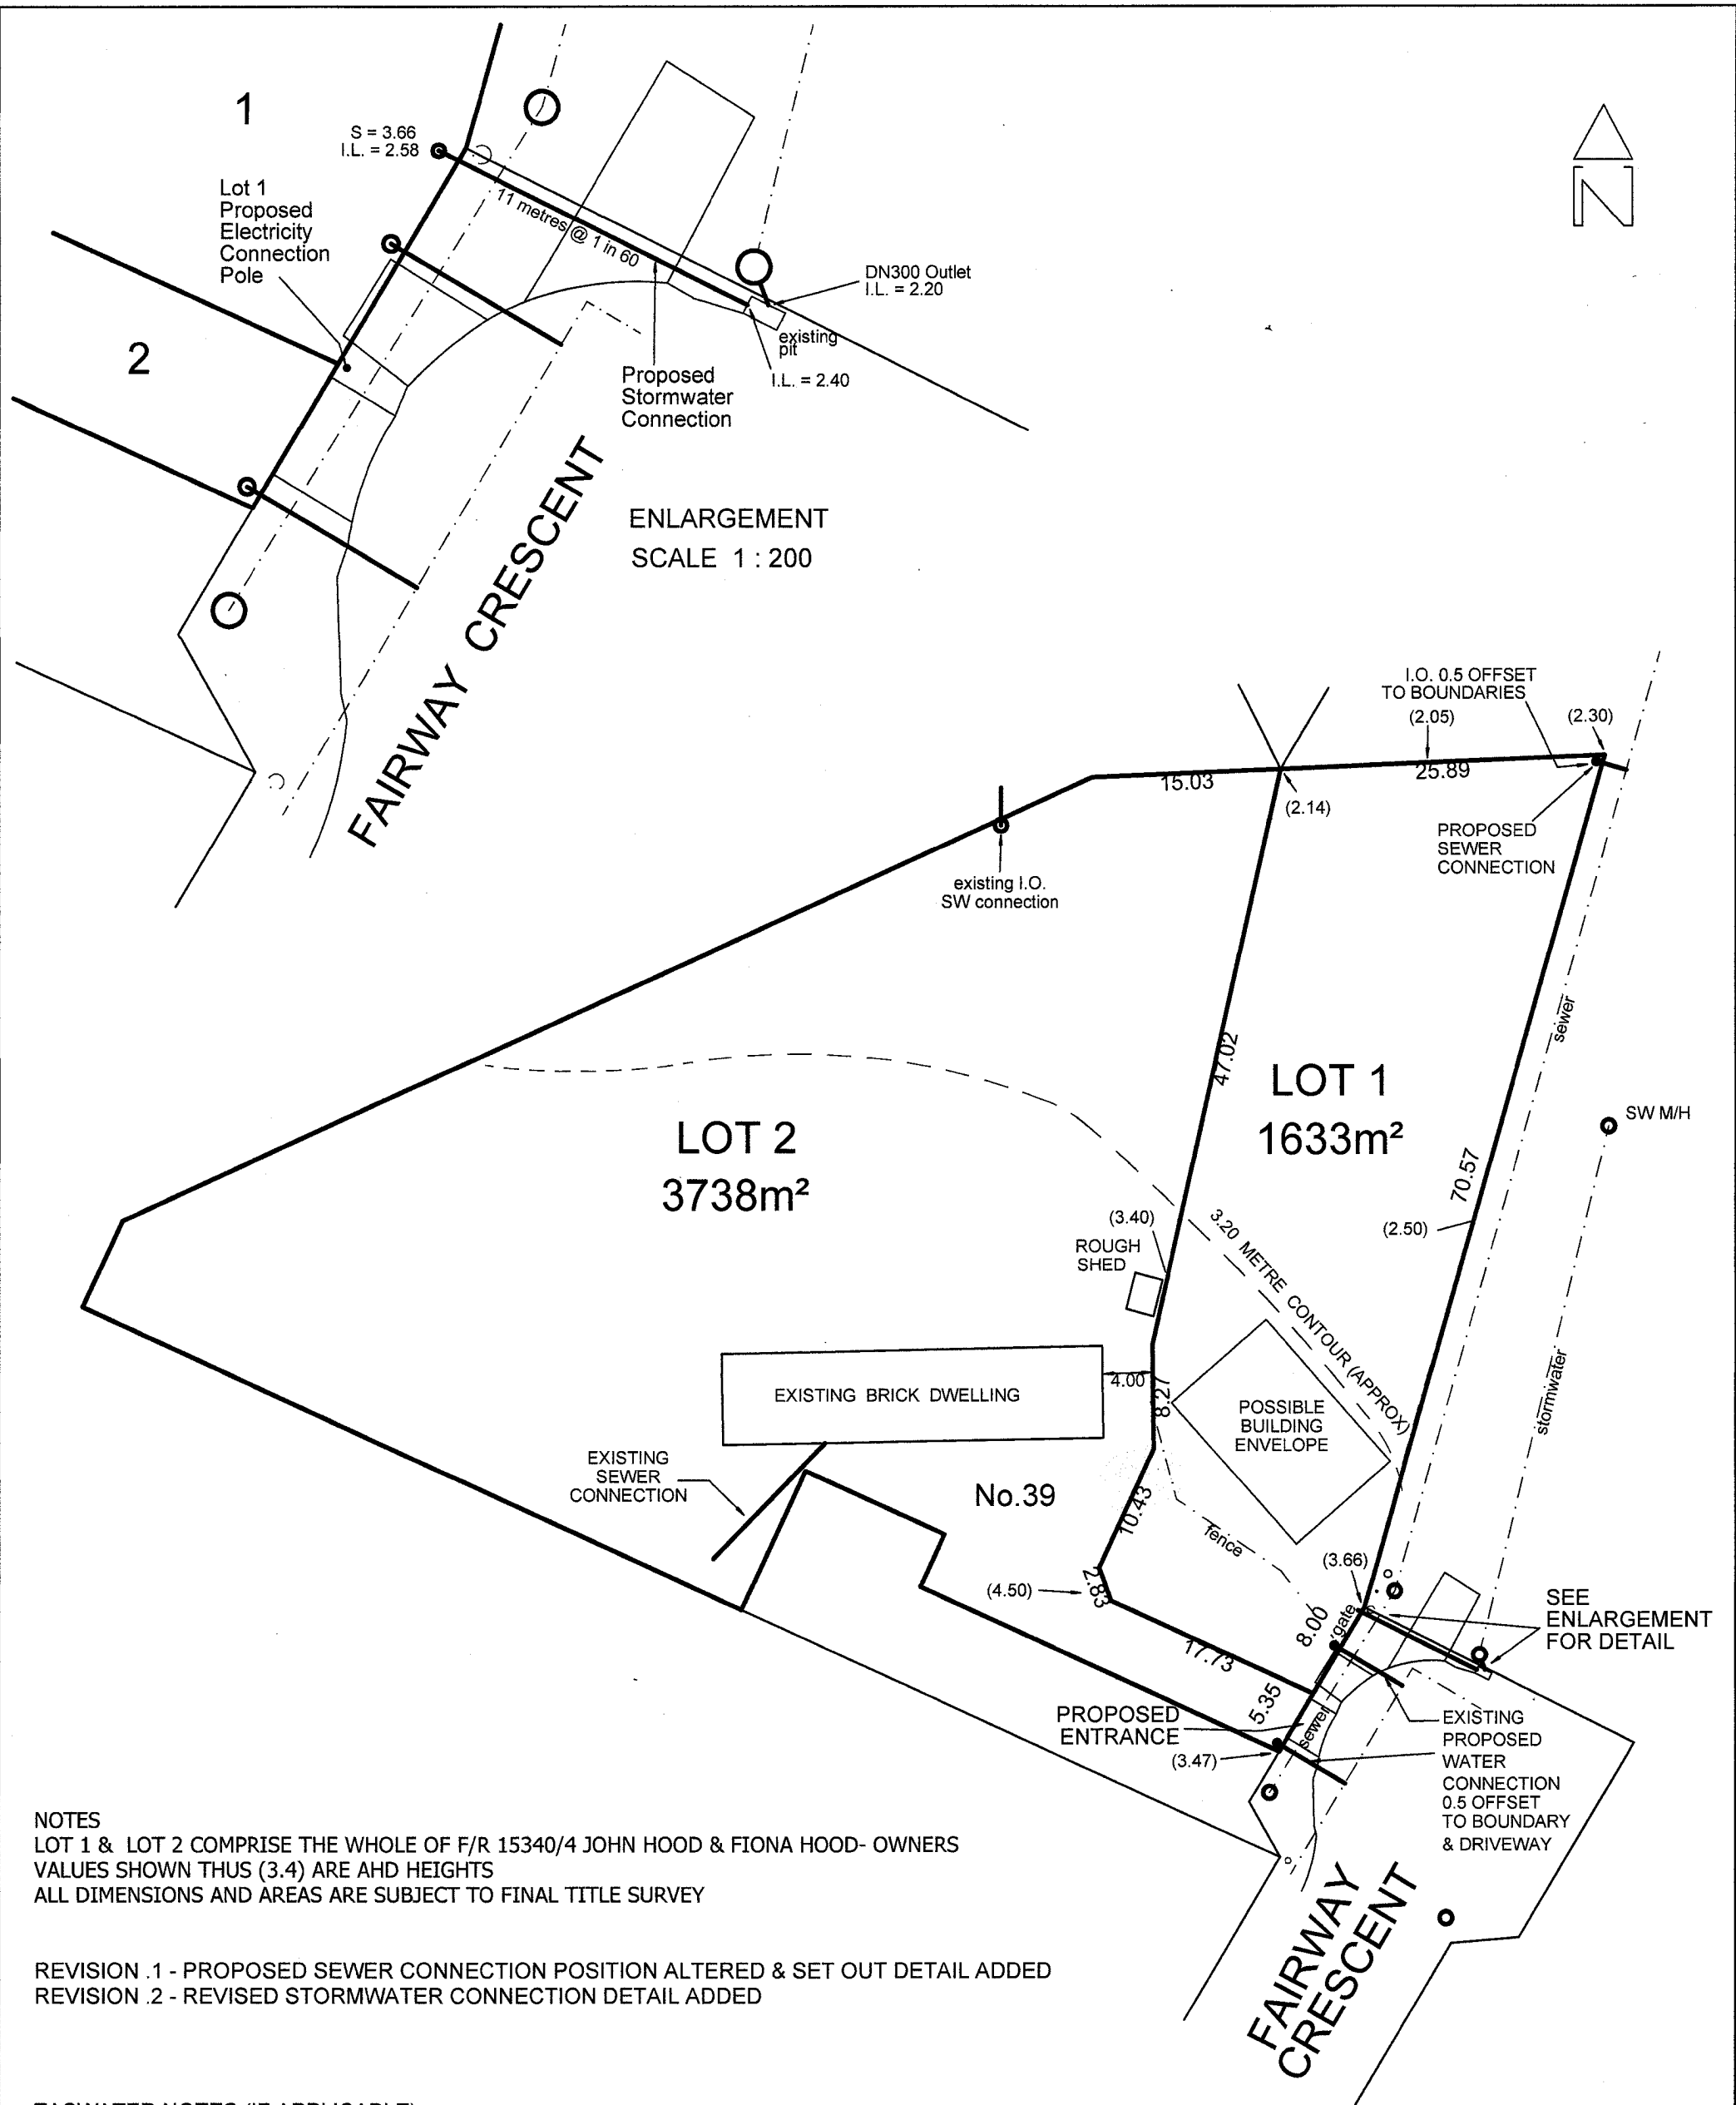 1
S = 3.66
I.L. = 2.58
Lot 1
Proposed
Electricity
Connection
Pole
11 metres @ 1 in 60
DN300 Outlet
I.L. = 2.20
existing
pit
I.L. = 2.40
2
Proposed
Stormwater
Connection
N
ENLARGEMENT
SCALE 1 : 200
FAIRWAY CRESCENT
I.O. 0.5 OFFSET
TO BOUNDARIES
(2.05)
(2.30)
15.03
25.89
(2.14)
PROPOSED
SEWER
CONNECTION
existing I.O.
SW connection
sewer
47.02
LOT 1
1633m²
SW M/H
LOT 2
3738m²
70.57
(2.50)
(3.40)
ROUGH
SHED
3.20 METRE CONTOUR (APPROX)
stormwater
EXISTING BRICK DWELLING
4.00
8.27
POSSIBLE
BUILDING
ENVELOPE
EXISTING
SEWER
CONNECTION
No.39
10.43
fence
(3.66)
(4.50)
2.83
8.00
gate
SEE
ENLARGEMENT
FOR DETAIL
17.73
5.35
PROPOSED
ENTRANCE
sewer
(3.47)
EXISTING
PROPOSED
WATER
CONNECTION
0.5 OFFSET
TO BOUNDARY
& DRIVEWAY
FAIRWAY
CRESCENT
NOTES
LOT 1 & LOT 2 COMPRISE THE WHOLE OF F/R 15340/4 JOHN HOOD & FIONA HOOD- OWNERS
VALUES SHOWN THUS (3.4) ARE AHD HEIGHTS
ALL DIMENSIONS AND AREAS ARE SUBJECT TO FINAL TITLE SURVEY
REVISION .1 - PROPOSED SEWER CONNECTION POSITION ALTERED & SET OUT DETAIL ADDED
REVISION .2 - REVISED STORMWATER CONNECTION DETAIL ADDED